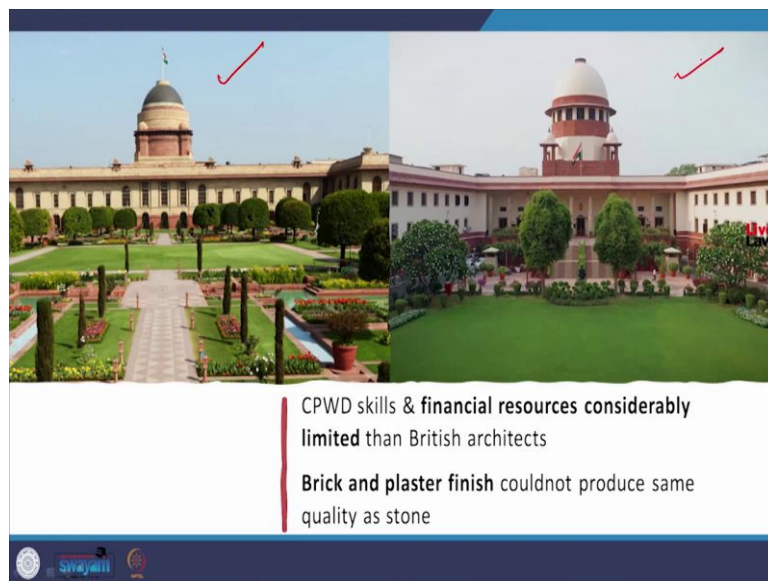 CPWD skills & financial resources considerably
limited than British architects
Brick and plaster finish couldnot produce same
quality as stone
swayam